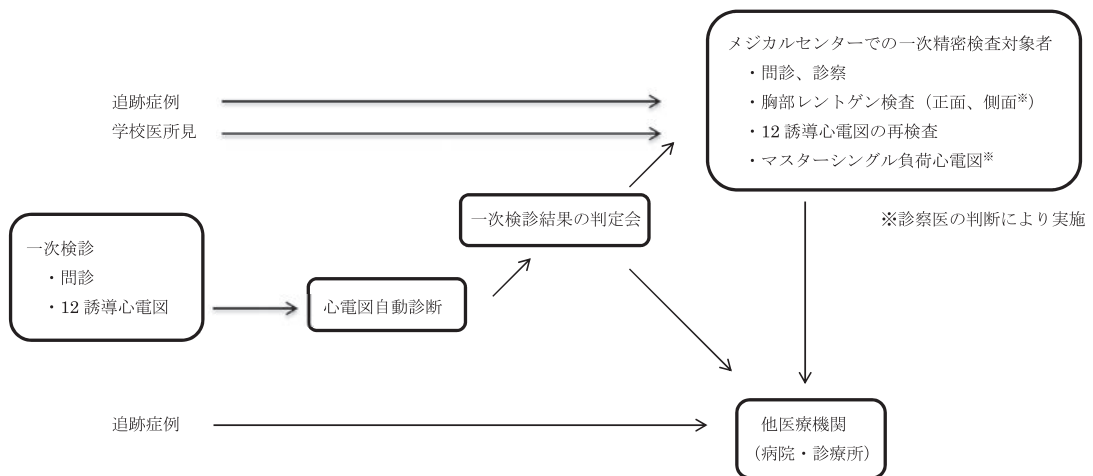 メジカルセンターでの一次精密検査対象者
・問診、診察
・胸部レントゲン検査（正面、側面※）
・12 誘導心電図の再検査
・マスターシングル負荷心電図※
※診察医の判断により実施
追跡症例
学校医所見
一次検診結果の判定会
一次検診
・問診
・12 誘導心電図
心電図自動診断
追跡症例
他医療機関
（病院・診療所）